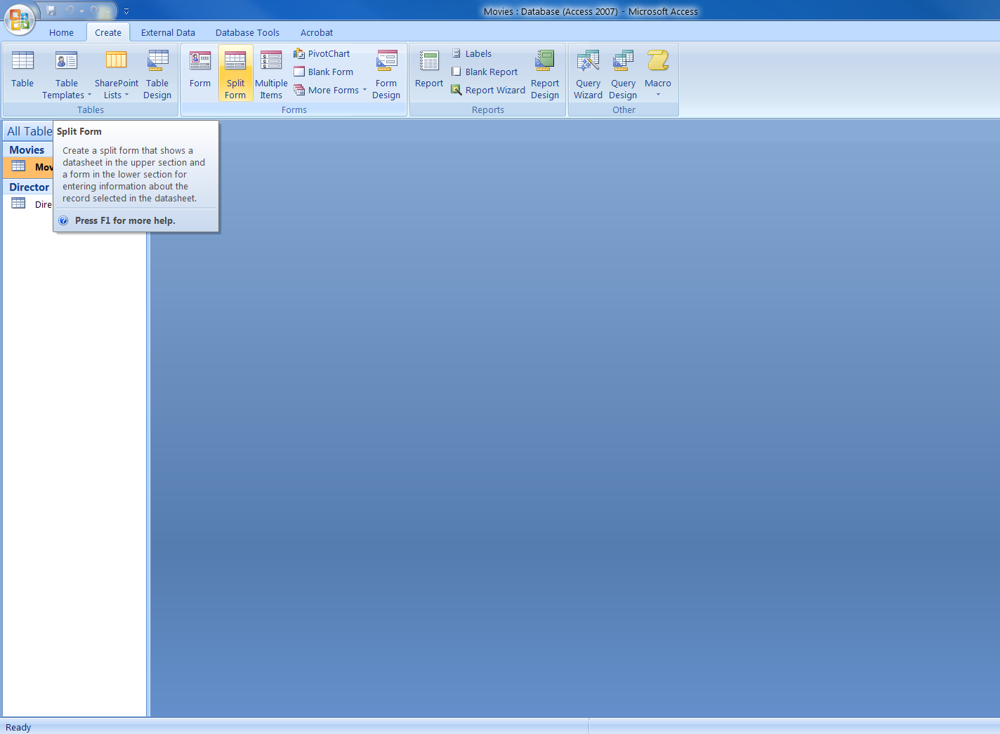 Movies : Database (Access 2007) - Microsoft Access
Home Create External Data Database Tools Acrobat
Table
Table
Templates
SharePoint
Lists
Table
Design
Tables
Form
Split
Form
Multiple
Items
PivotChart
Blank Form
More Forms
Form
Design
Forms
Report
Labels
Blank Report
Report Wizard
Report
Design
Reports
Query
Wizard
Query
Design
Macro
Other
All Table
Movies
Mov
Director
Dire
Split Form
Create a split form that shows a
datasheet in the upper section and
a form in the lower section for
entering information about the
record selected in the datasheet.
Press F1 for more help.
Ready